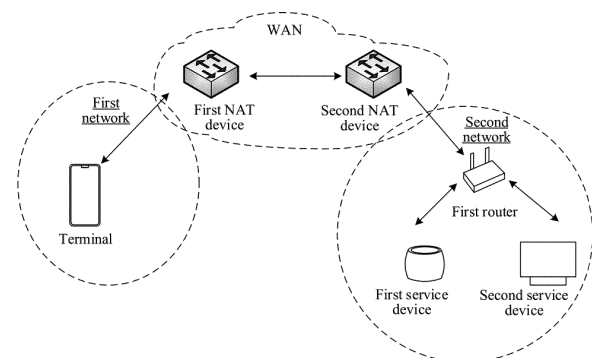 WAN
First NAT
device
Second NAT
device
First
network
Terminal
Second
network
First router
First service
device
Second service
device